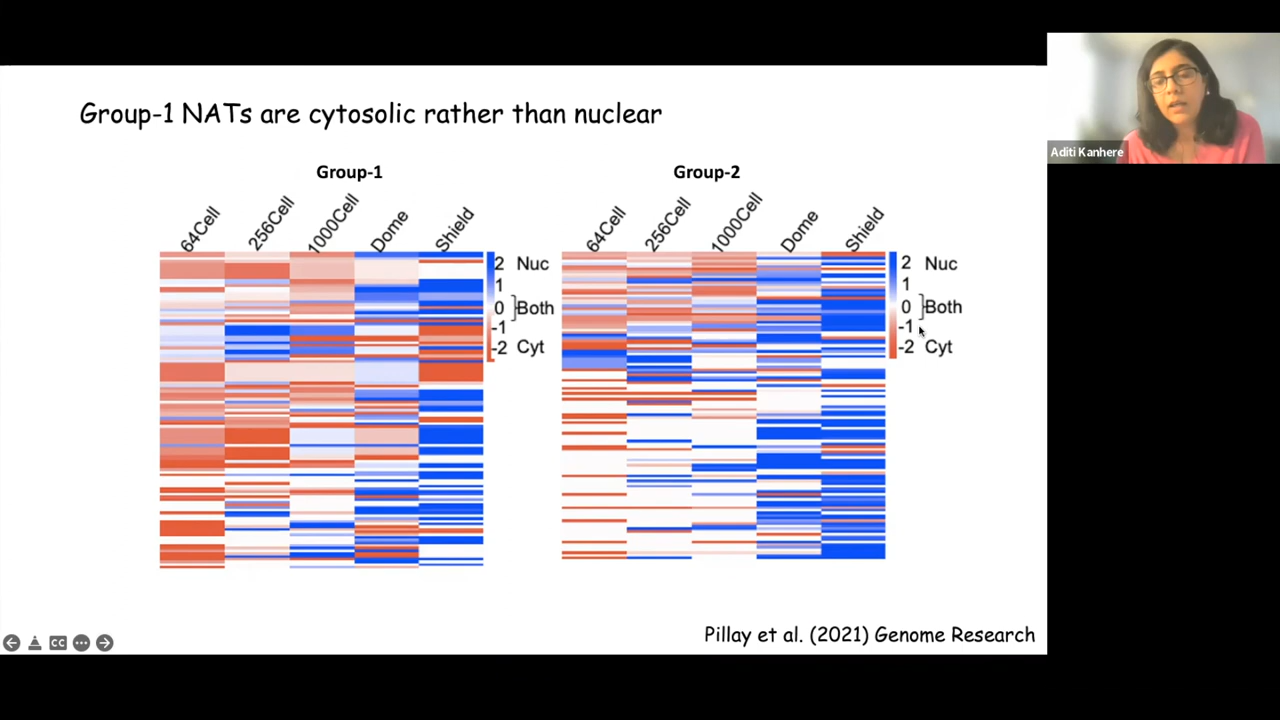 Aditi Kanhere
Group-1 NATs are cytosolic rather than nuclear
Group-1
64Cell
256Cell
1000Cell
Dome
Shield
2 Nuc
1
0 Both
-1
-2 Cyt
Group-2
64Cell
256Cell
1000Cell
Dome
Shield
2 Nuc
1
0 Both
-1
-2 Cyt
Pillay et al. (2021) Genome Research
CC